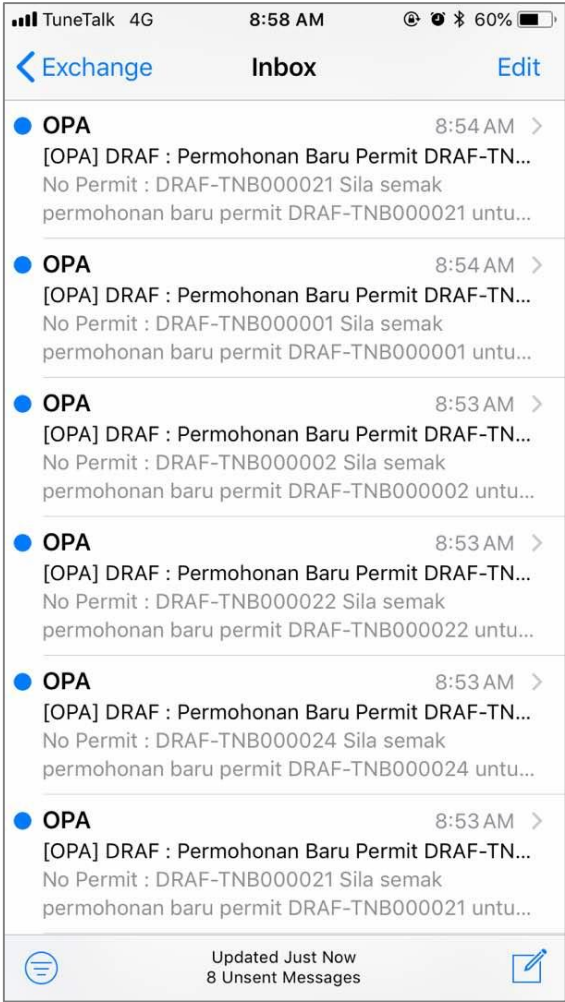 TuneTalk 4G 8:58 AM 60%
Exchange Inbox Edit
OPA 8:54 AM
[OPA] DRAF : Permohonan Baru Permit DRAF-TN...
No Permit : DRAF-TNB000021 Sila semak
permohonan baru permit DRAF-TNB000021 untu...
OPA 8:54 AM
[OPA] DRAF : Permohonan Baru Permit DRAF-TN...
No Permit : DRAF-TNB000001 Sila semak
permohonan baru permit DRAF-TNB000001 untu...
OPA 8:53 AM
[OPA] DRAF : Permohonan Baru Permit DRAF-TN...
No Permit : DRAF-TNB000002 Sila semak
permohonan baru permit DRAF-TNB000002 untu...
OPA 8:53 AM
[OPA] DRAF : Permohonan Baru Permit DRAF-TN...
No Permit : DRAF-TNB000022 Sila semak
permohonan baru permit DRAF-TNB000022 untu...
OPA 8:53 AM
[OPA] DRAF : Permohonan Baru Permit DRAF-TN...
No Permit : DRAF-TNB000024 Sila semak
permohonan baru permit DRAF-TNB000024 untu...
OPA 8:53 AM
[OPA] DRAF : Permohonan Baru Permit DRAF-TN...
No Permit : DRAF-TNB000021 Sila semak
permohonan baru permit DRAF-TNB000021 untu...
Updated Just Now
8 Unsent Messages